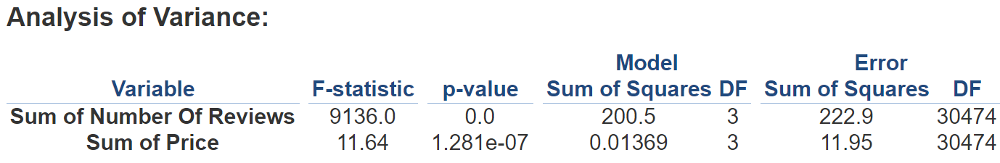 Analysis of Variance:
Model Error
Variable F-statistic p-value Sum of Squares DF Sum of Squares DF
Sum of Number Of Reviews 9136.0 0.0 200.5 3 222.9 30474
Sum of Price 11.64 1.281e-07 0.01369 3 11.95 30474